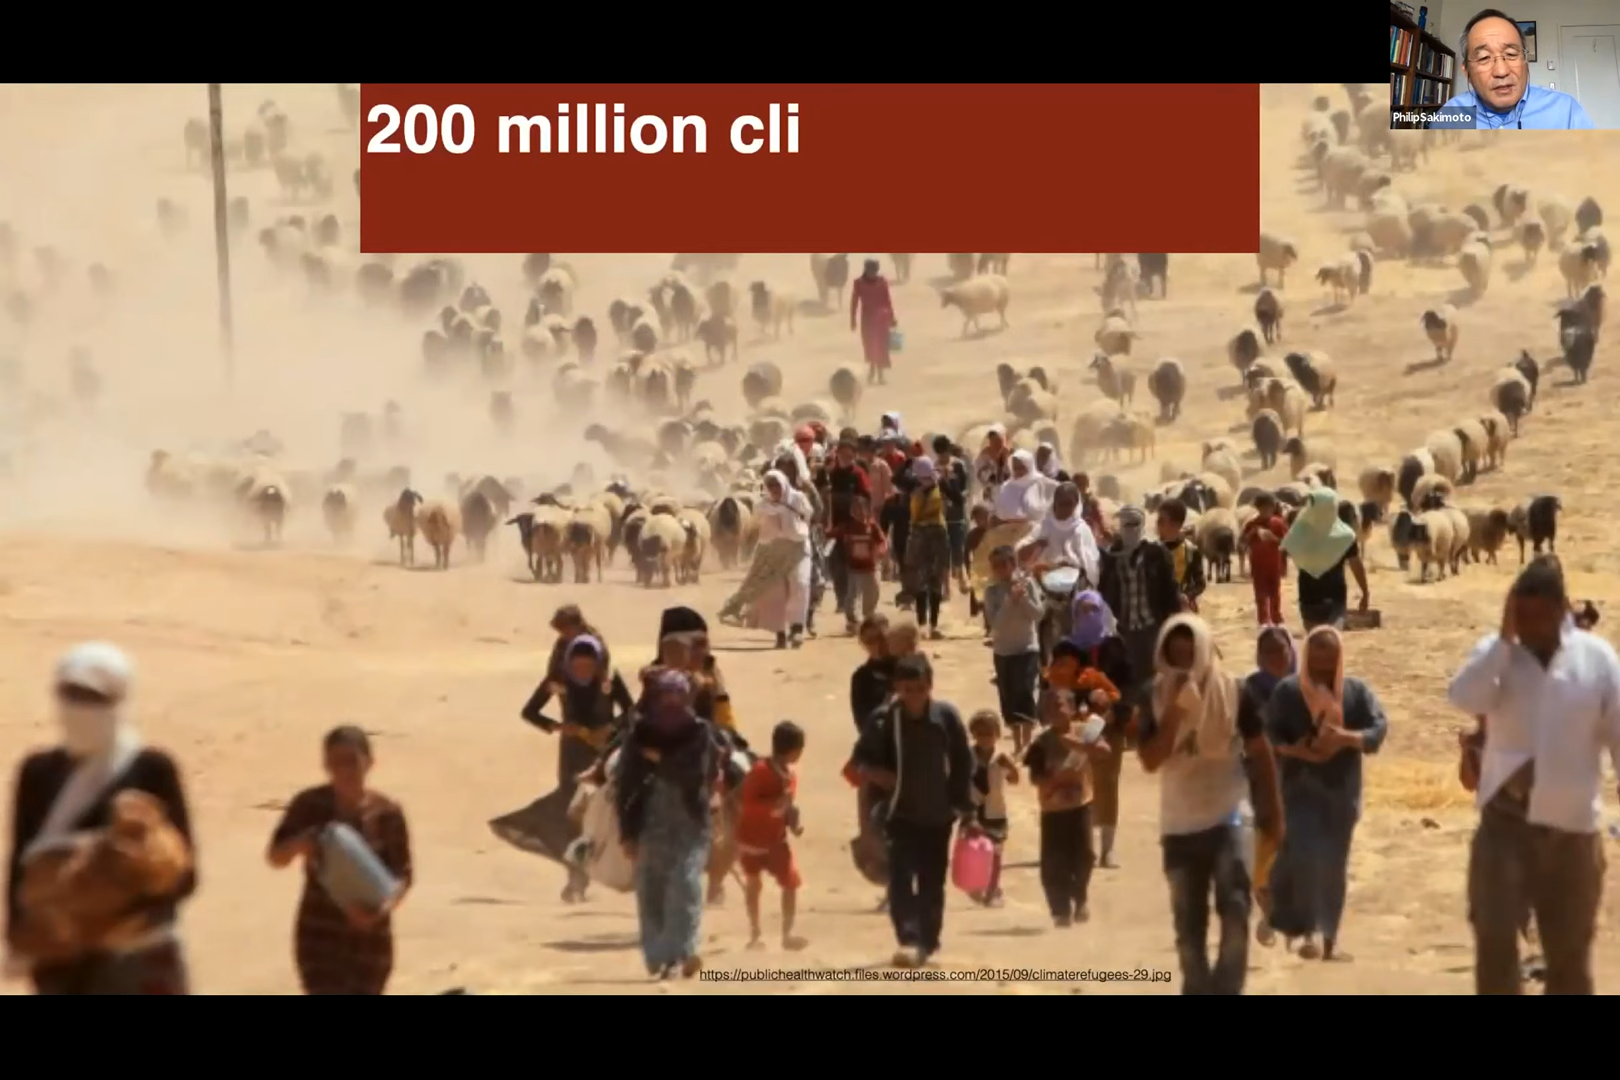 200 million cli
PhilipSakimoto
https://publichealthwatch.files.wordpress.com/2015/09/climaterefugees-29.jpg